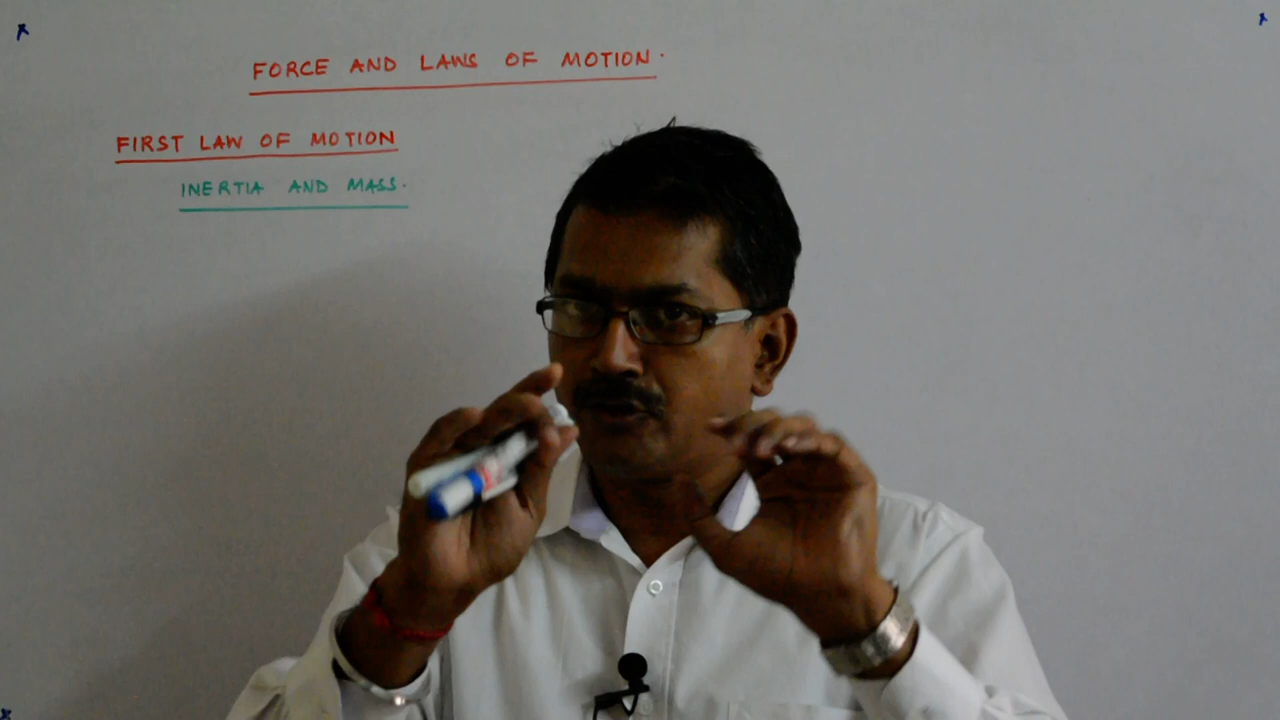 FORCE AND LAWS OF MOTION.
FIRST LAW OF MOTION
INERTIA AND MASS.